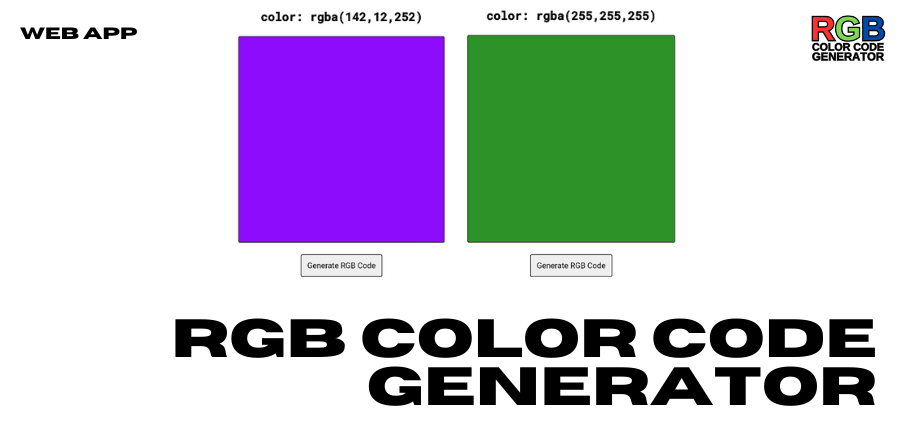 WEB APP
color: rgba(142,12,252)
color: rgba(255,255,255)
RGB
COLOR CODE
GENERATOR
Generate RGB Code
Generate RGB Code
RGB COLOR CODE
GENERATOR